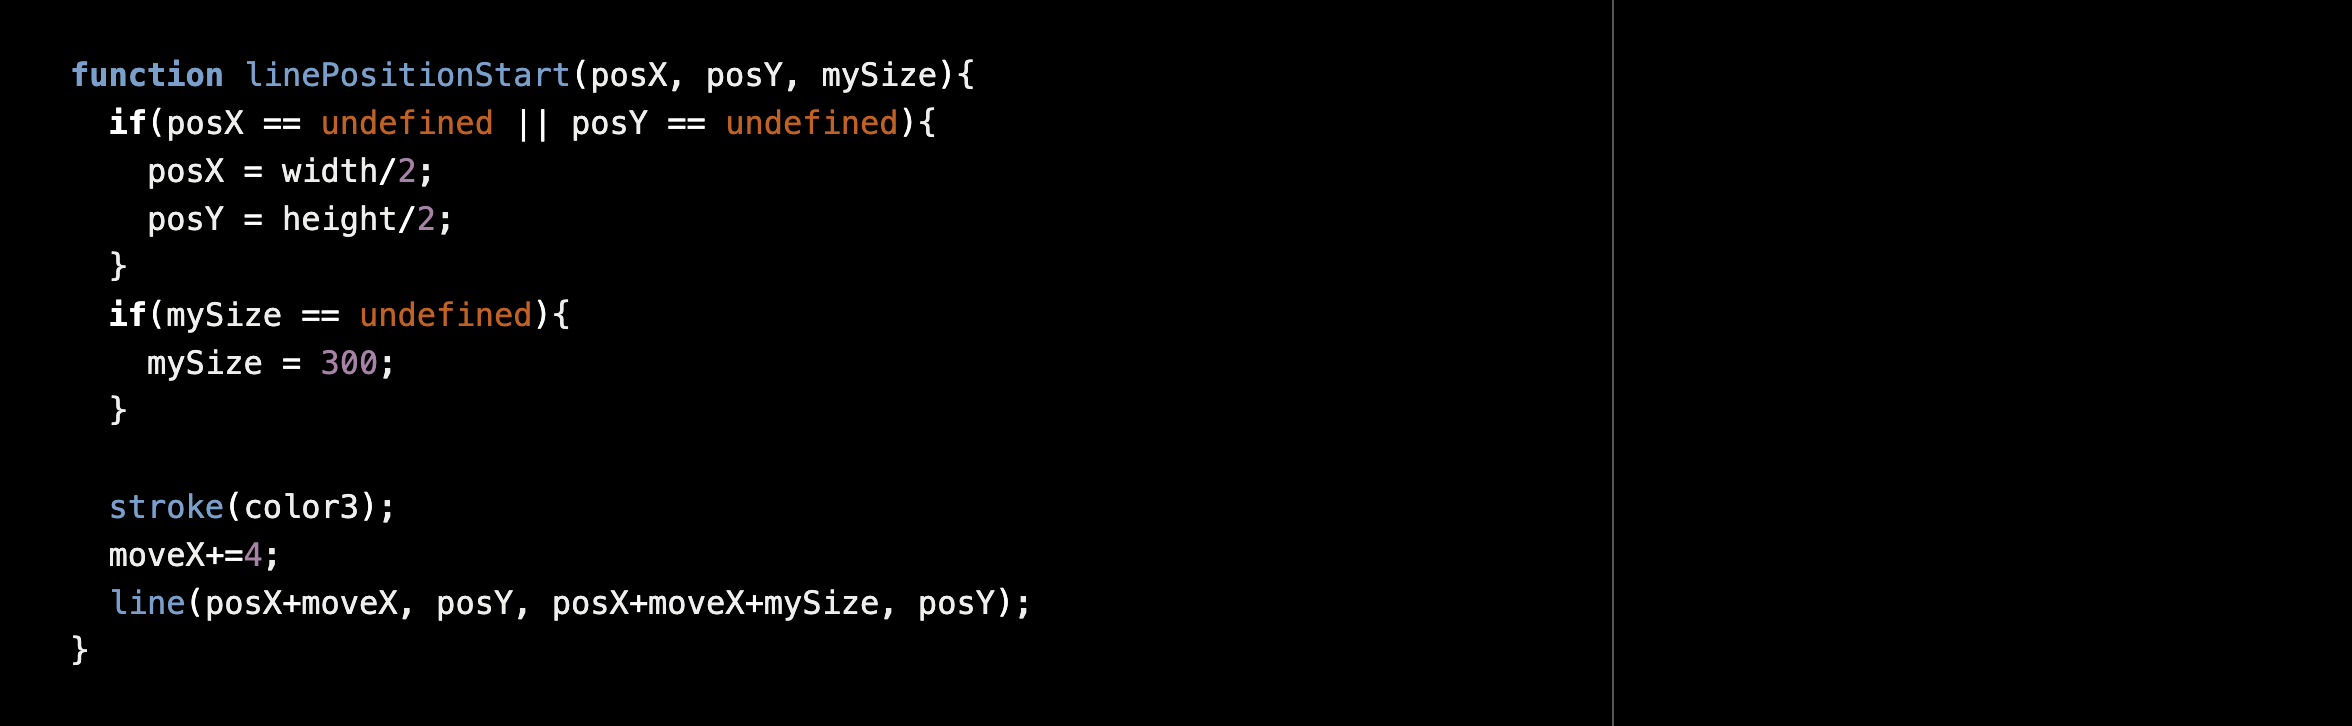 function linePositionStart(posX, posY, mySize){
  if(posX == undefined || posY == undefined){
    posX = width/2;
    posY = height/2;
  }
  if(mySize == undefined){
    mySize = 300;
  }

  stroke(color3);
  moveX+=4;
  line(posX+moveX, posY, posX+moveX+mySize, posY);
}